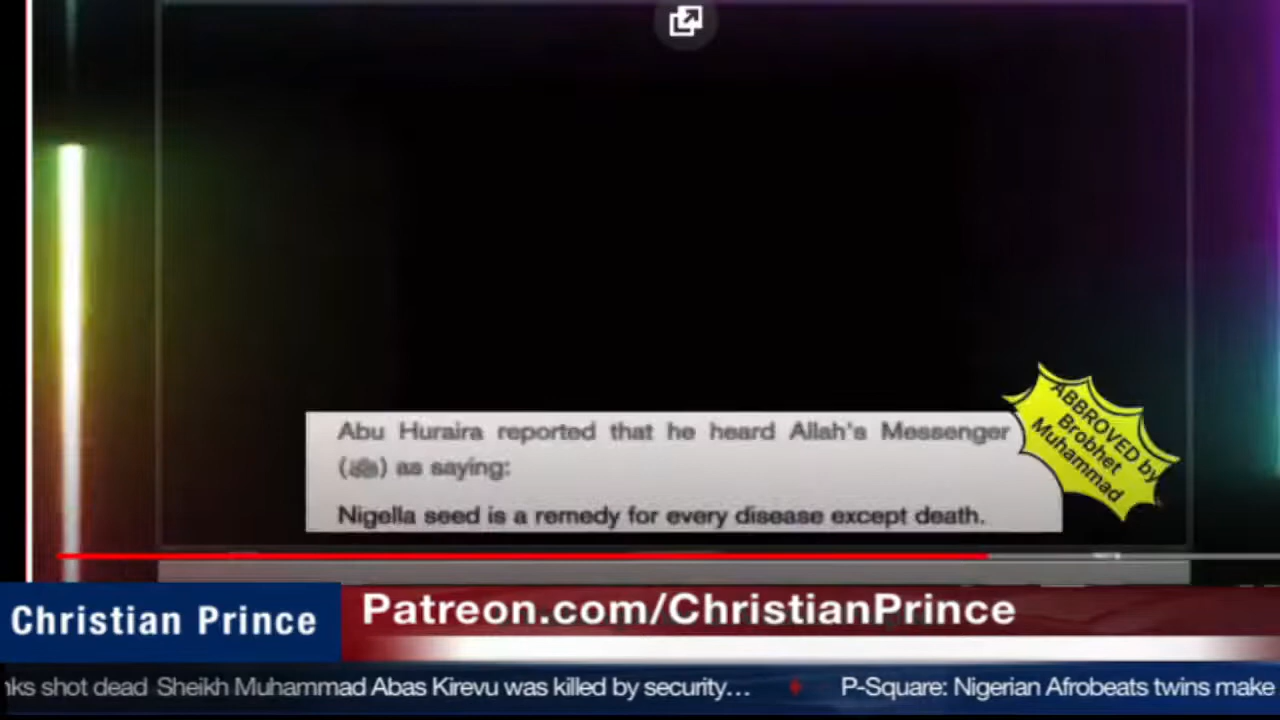 Abu Huraira reported that he heard Allah's Messenger
(ﷺ) as saying:
Nigella seed is a remedy for every disease except death.
ABBROVED by
Brobhet
Muhammad
Christian Prince
Patreon.com/ChristianPrince
nks shot dead Sheikh Muhammad Abas Kirevu was killed by security... P-Square: Nigerian Afrobeats twins make